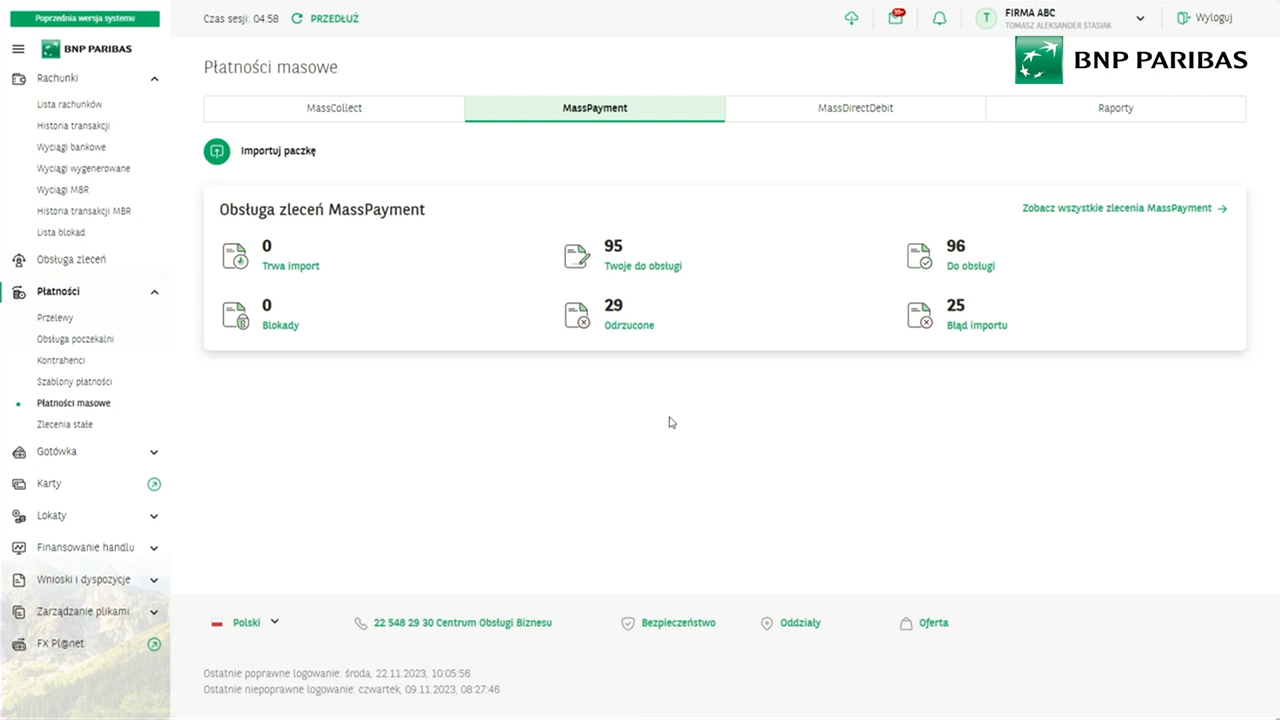 Poprzednia wersja systemu
Czas sesji: 04:58
PRZEDŁUŻ
99+
T
FIRMA ABC
TOMASZ ALEKSANDER STASIAK
Wyloguj
BNP PARIBAS
BNP PARIBAS
Rachunki
Lista rachunków
Historia transakcji
Wyciągi bankowe
Wyciągi wygenerowane
Wyciągi MBR
Historia transakcji MBR
Lista blokad
Obsługa zleceń
Płatności
Przelewy
Obsługa poczekalni
Kontrahenci
Szablony płatności
Płatności masowe
Zlecenia stałe
Gotówka
Karty
Lokaty
Finansowanie handlu
Wnioski i dyspozycje
Zarządzanie plikami
FX Pl@net
Płatności masowe
MassCollect
MassPayment
MassDirectDebit
Raporty
Importuj paczkę
Obsługa zleceń MassPayment
Zobacz wszystkie zlecenia MassPayment
0
Trwa import
95
Twoje do obsługi
96
Do obsługi
0
Blokady
29
Odrzucone
25
Błąd importu
Polski
22 548 29 30 Centrum Obsługi Biznesu
Bezpieczeństwo
Oddziały
Oferta
Ostatnie poprawne logowanie: środa, 22.11.2023, 10:05:56
Ostatnie niepoprawne logowanie: czwartek, 09.11.2023, 08:27:46